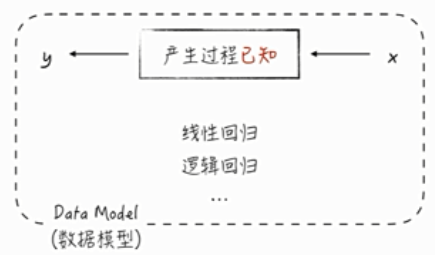 y 产生过程已知 x
线性回归
逻辑回归
...
Data Model
(数据模型)